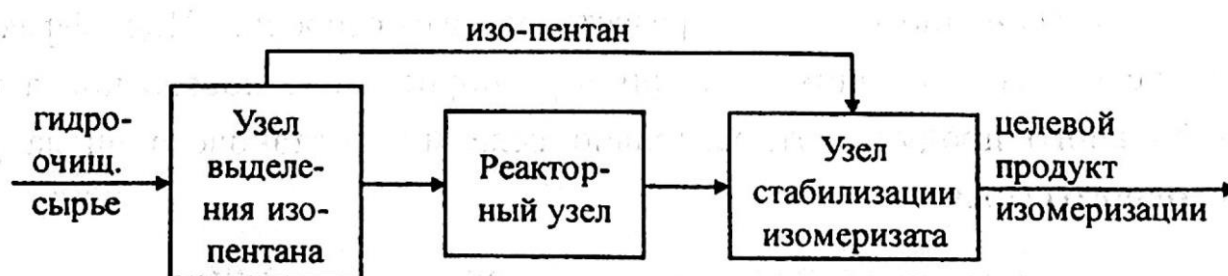 изо-пентан
гидро-
очищ.
сырье
Узел
выделе-
ния изо-
пентана
Реактор-
ный узел
Узел
стабилизации
изомеризата
целевой
продукт
изомеризации